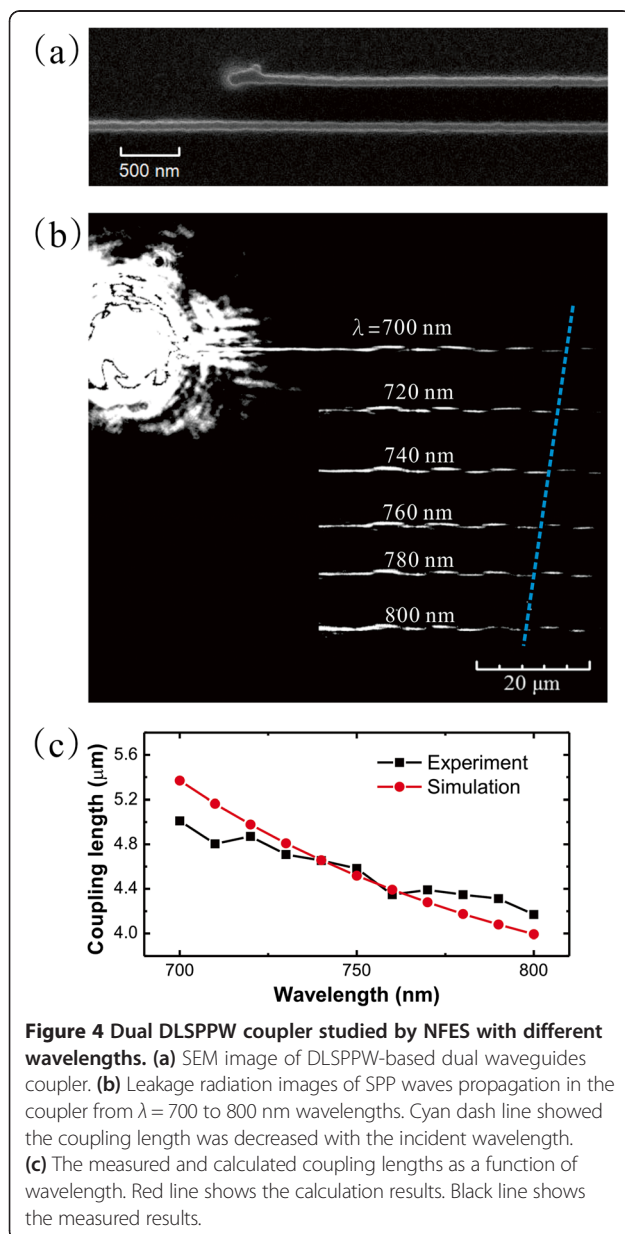 (a)
500 nm
(b)
λ=700 nm
720 nm
740 nm
760 nm
780 nm
800 nm
20 μm
(c)
5.6
5.2
4.8
4.4
4.0
Coupling length (μm)
Experiment
Simulation
700
750
800
Wavelength (nm)
Figure 4 Dual DLSPPW coupler studied by NFES with different
wavelengths. (a) SEM image of DLSPPW-based dual waveguides
coupler. (b) Leakage radiation images of SPP waves propagation in the
coupler from λ = 700 to 800 nm wavelengths. Cyan dash line showed
the coupling length was decreased with the incident wavelength.
(c) The measured and calculated coupling lengths as a function of
wavelength. Red line shows the calculation results. Black line shows
the measured results.